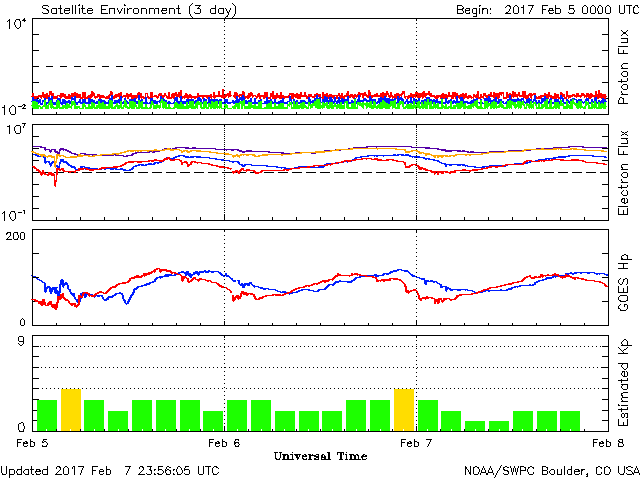 Satellite Environment (3 day) Begin: 2017 Feb 5 0000 UTC
10⁴
10⁻²
Proton Flux
10⁷
10⁻¹
Electron Flux
200
0
GOES Hp
9
0
Estimated Kp
Feb 5 Feb 6 Feb 7 Feb 8
Universal Time
Updated 2017 Feb 7 23:56:05 UTC NOAA/SWPC Boulder, CO USA